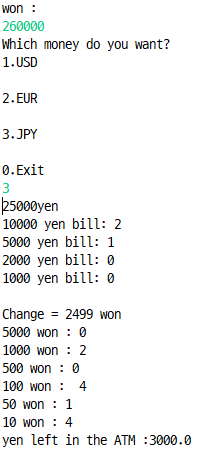 won :
260000
Which money do you want?
1.USD
2.EUR
3.JPY
0.Exit
3
25000yen
10000 yen bill: 2
5000 yen bill: 1
2000 yen bill: 0
1000 yen bill: 0
Change = 2499 won
5000 won : 0
1000 won : 2
500 won : 0
100 won :  4
50 won : 1
10 won : 4
yen left in the ATM :3000.0